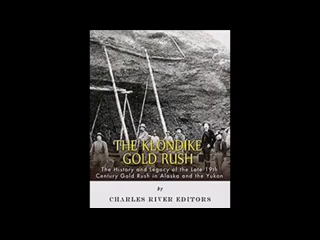 THE KLONDIKE
GOLD RUSH
The History and Legacy of the Late 19th
Century Gold Rush in Alaska and the Yukon
by
CHARLES RIVER EDITORS